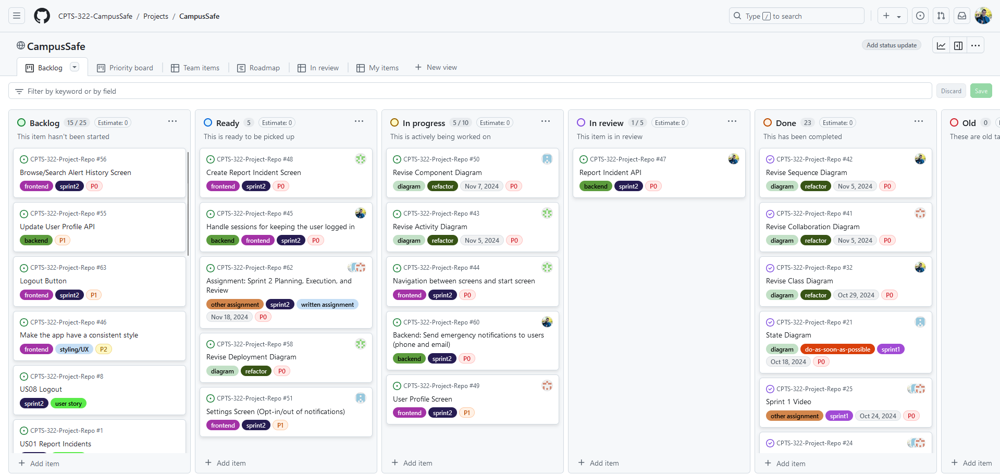 CPTS-322-CampusSafe / Projects / CampusSafe
Type / to search
CampusSafe
Add status update
Backlog
Priority board
Team items
Roadmap
In review
My items
New view
Filter by keyword or by field
Discard
Save
Backlog 15 / 25 Estimate: 0
This item hasn't been started
CPTS-322-Project-Repo #56
Browse/Search Alert History Screen
frontend sprint2 P0
CPTS-322-Project-Repo #55
Update User Profile API
backend P1
CPTS-322-Project-Repo #63
Logout Button
frontend sprint2 P1
CPTS-322-Project-Repo #46
Make the app have a consistent style
frontend styling/UX P2
CPTS-322-Project-Repo #8
US08 Logout
sprint2 user story
CPTS-322-Project-Repo #1
US01 Report Incidents
Add item
Ready 5 Estimate: 0
This is ready to be picked up
CPTS-322-Project-Repo #48
Create Report Incident Screen
frontend sprint2 P0
CPTS-322-Project-Repo #45
Handle sessions for keeping the user logged in
backend frontend sprint2 P0
CPTS-322-Project-Repo #62
Assignment: Sprint 2 Planning, Execution, and
Review
other assignment sprint2 written assignment
Nov 18, 2024 P0
CPTS-322-Project-Repo #58
Revise Deployment Diagram
diagram refactor P0
CPTS-322-Project-Repo #51
Settings Screen (Opt-in/out of notifications)
frontend sprint2 P1
Add item
In progress 5 / 10 Estimate: 0
This is actively being worked on
CPTS-322-Project-Repo #50
Revise Component Diagram
diagram refactor Nov 7, 2024 P0
CPTS-322-Project-Repo #43
Revise Activity Diagram
diagram refactor Nov 5, 2024 P0
CPTS-322-Project-Repo #44
Navigation between screens and start screen
frontend sprint2 P0
CPTS-322-Project-Repo #60
Backend: Send emergency notifications to users
(phone and email)
backend sprint2 P0
CPTS-322-Project-Repo #49
User Profile Screen
frontend sprint2 P1
Add item
In review 1 / 5 Estimate: 0
This item is in review
CPTS-322-Project-Repo #47
Report Incident API
backend sprint2 P0
Add item
Done 23 Estimate: 0
This has been completed
CPTS-322-Project-Repo #42
Revise Sequence Diagram
diagram refactor Nov 5, 2024 P0
CPTS-322-Project-Repo #41
Revise Collaboration Diagram
diagram refactor Nov 5, 2024 P0
CPTS-322-Project-Repo #32
Revise Class Diagram
diagram refactor Oct 29, 2024 P0
CPTS-322-Project-Repo #21
State Diagram
diagram do-as-soon-as-possible sprint1
Oct 18, 2024 P0
CPTS-322-Project-Repo #25
Sprint 1 Video
other assignment sprint1 Oct 24, 2024 P0
CPTS-322-Project-Repo #24
Add item
Old 0
These are old ta
Add item